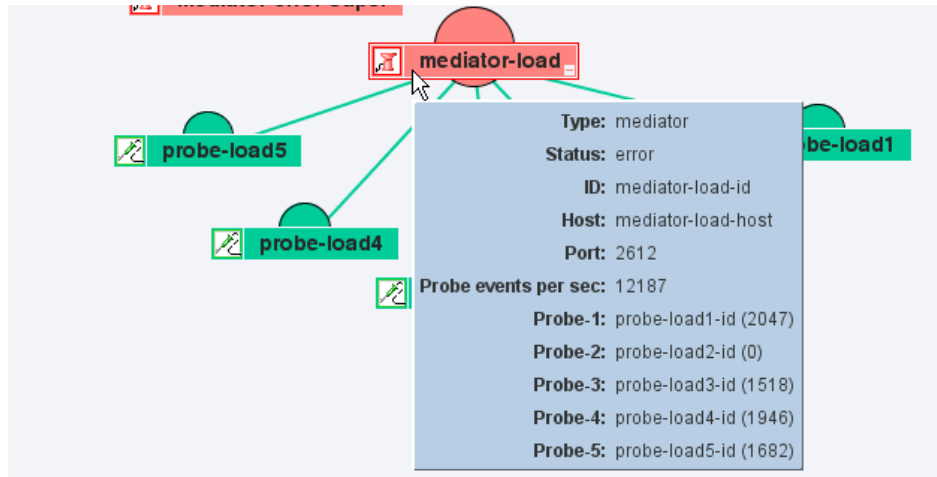 mediator-load
probe-load5
be-load1
probe-load4
Type: mediator
Status: error
ID: mediator-load-id
Host: mediator-load-host
Port: 2612
Probe events per sec: 12187
Probe-1: probe-load1-id (2047)
Probe-2: probe-load2-id (0)
Probe-3: probe-load3-id (1518)
Probe-4: probe-load4-id (1946)
Probe-5: probe-load5-id (1682)